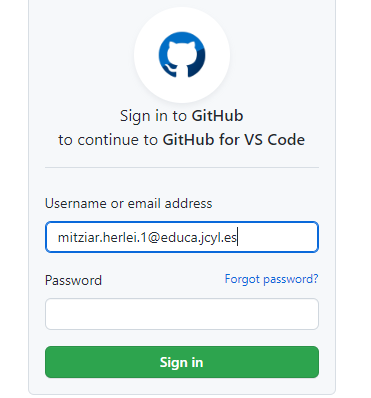 Sign in to GitHub
to continue to GitHub for VS Code
Username or email address
mitziar.herlei.1@educa.jcyl.es
Password Forgot password?
Sign in